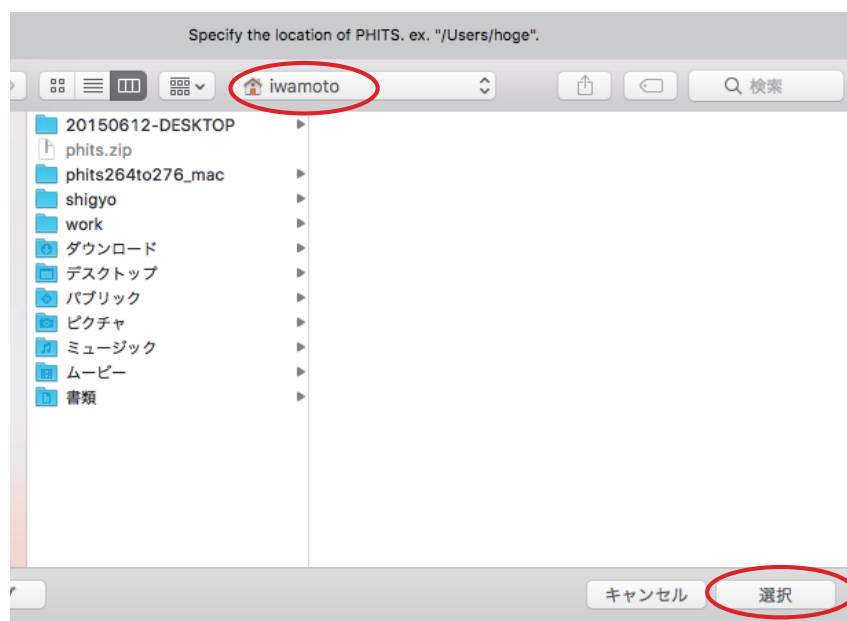 Specify the location of PHITS. ex. "/Users/hoge".
iwamoto
検索
20150612-DESKTOP
phits.zip
phits264to276_mac
shigyo
work
ダウンロード
デスクトップ
パブリック
ピクチャ
ミュージック
ムービー
書類
キャンセル
選択